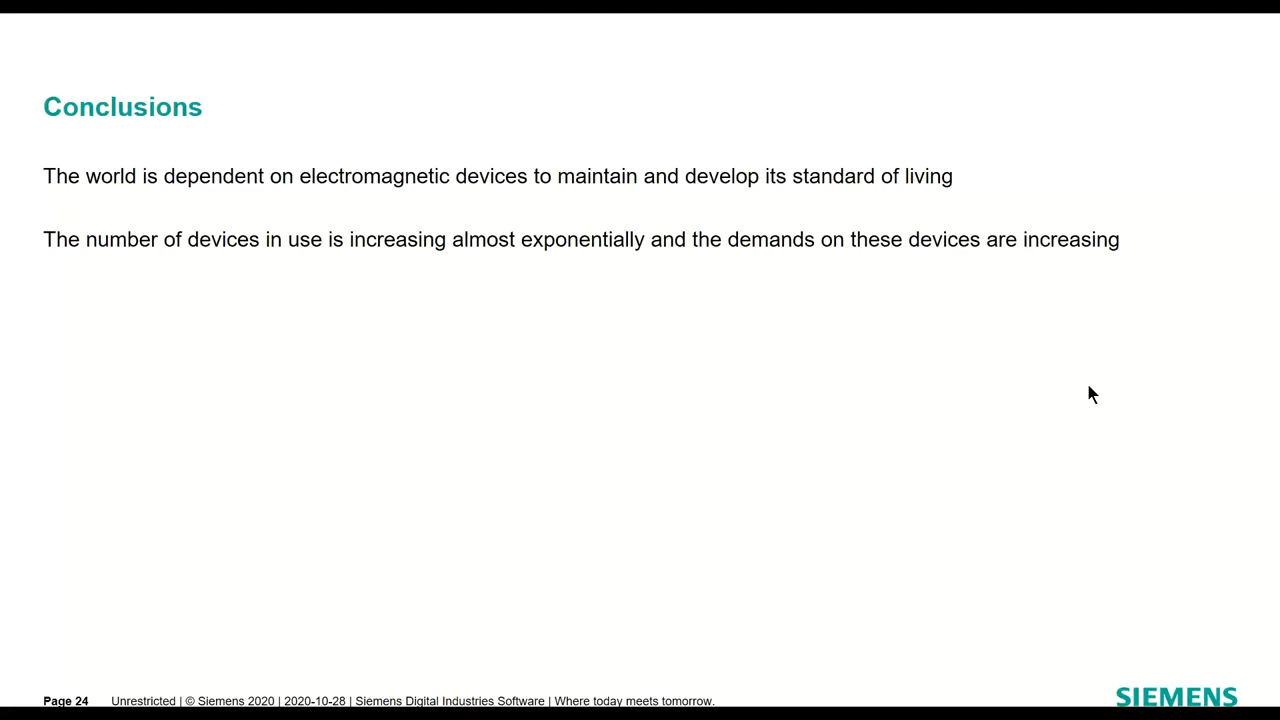 Conclusions
The world is dependent on electromagnetic devices to maintain and develop its standard of living
The number of devices in use is increasing almost exponentially and the demands on these devices are increasing
Page 24 Unrestricted | © Siemens 2020 | 2020-10-28 | Siemens Digital Industries Software | Where today meets tomorrow.
SIEMENS